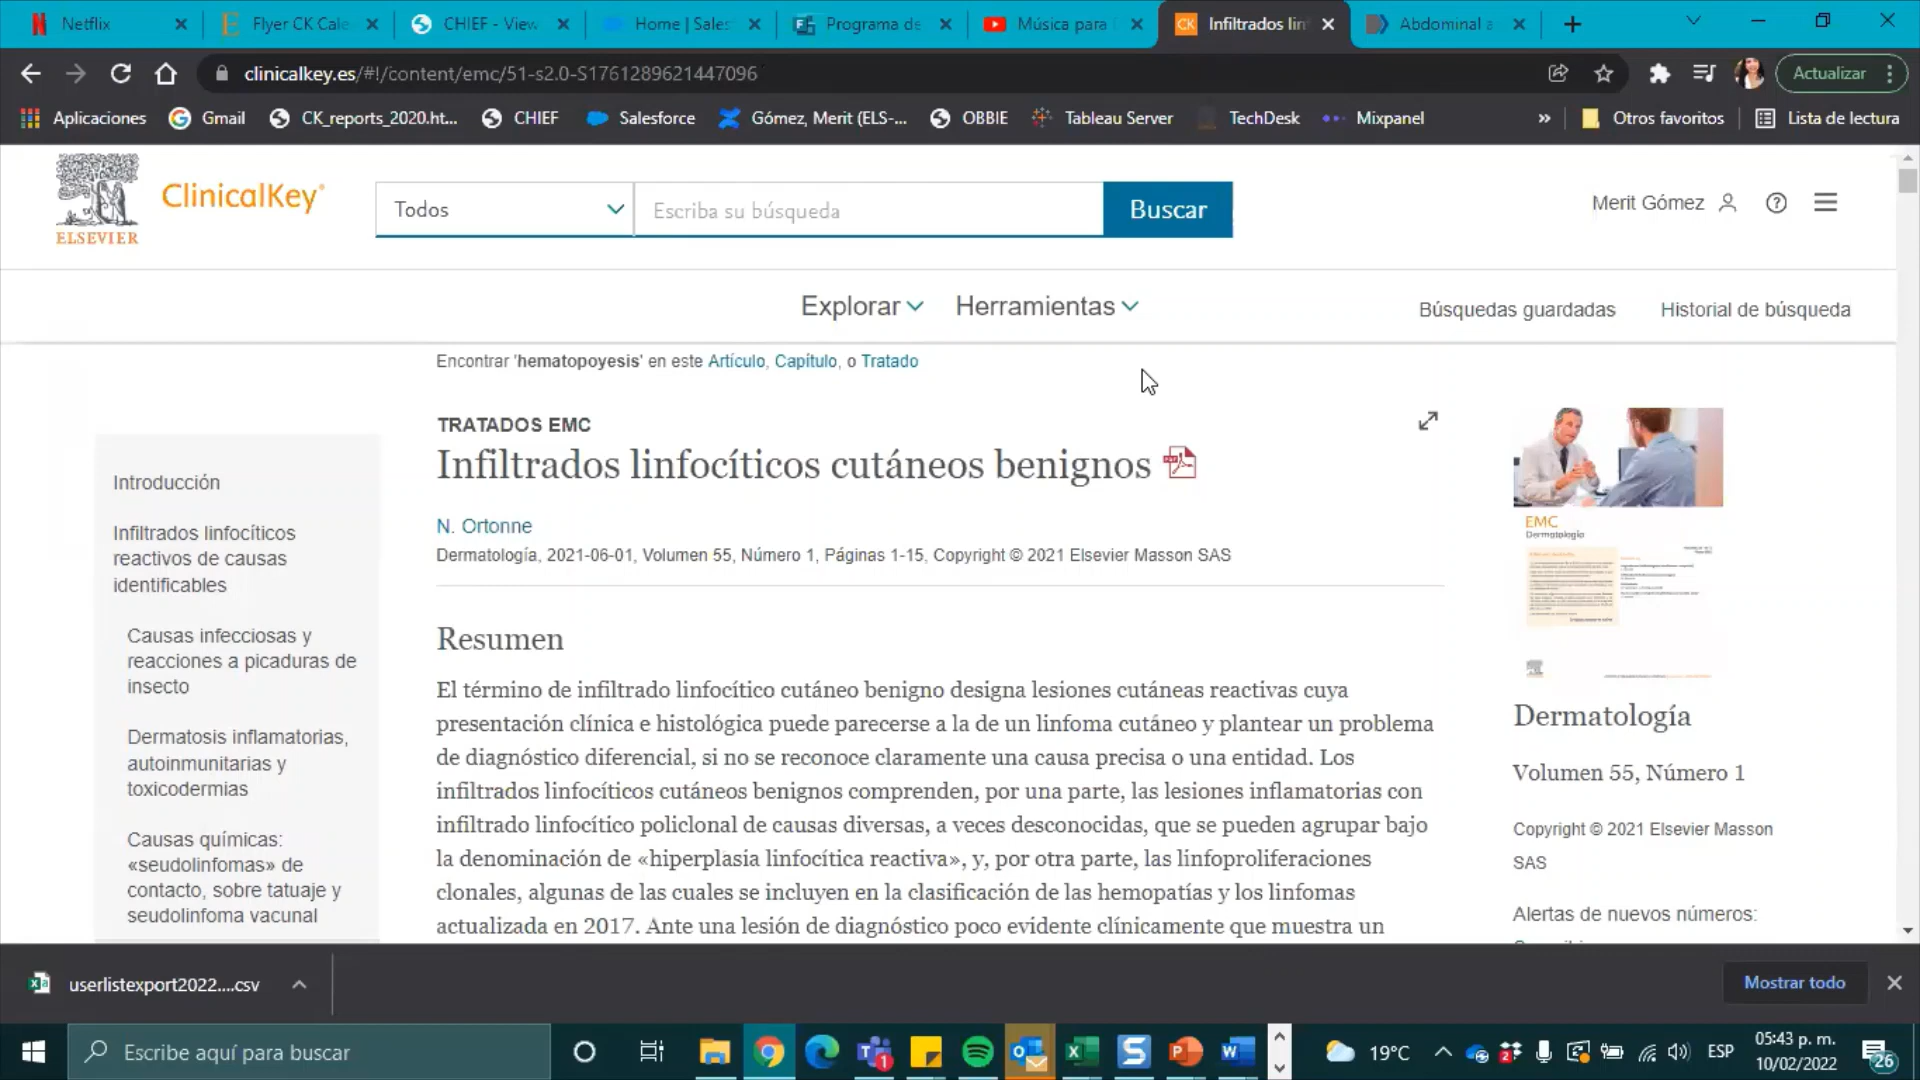 Netflix
Flyer CK Cale
CHIEF - View
Home | Sales
Programa de
Música para
CK
Infiltrados lin
Abdominal a
clinicalkey.es/#!/content/emc/51-s2.0-S1761289621447096
Actualizar
Aplicaciones
Gmail
CK_reports_2020.ht...
CHIEF
Salesforce
Gómez, Merit (ELS-...
OBBIE
Tableau Server
TechDesk
Mixpanel
»
Otros favoritos
Lista de lectura
ELSEVIER
ClinicalKey®
Todos
Escriba su búsqueda
Buscar
Merit Gómez
Explorar
Herramientas
Búsquedas guardadas
Historial de búsqueda
Encontrar 'hematopoyesis' en este Artículo, Capítulo, o Tratado
TRATADOS EMC
Infiltrados linfocíticos cutáneos benignos
N. Ortonne
Dermatología, 2021-06-01, Volumen 55, Número 1, Páginas 1-15, Copyright © 2021 Elsevier Masson SAS
Introducción
Infiltrados linfocíticos
reactivos de causas
identificables
Causas infecciosas y
reacciones a picaduras de
insecto
Dermatosis inflamatorias,
autoinmunitarias y
toxicodermias
Causas químicas:
«seudolinfomas» de
contacto, sobre tatuaje y
seudolinfoma vacunal
Resumen
El término de infiltrado linfocítico cutáneo benigno designa lesiones cutáneas reactivas cuya
presentación clínica e histológica puede parecerse a la de un linfoma cutáneo y plantear un problema
de diagnóstico diferencial, si no se reconoce claramente una causa precisa o una entidad. Los
infiltrados linfocíticos cutáneos benignos comprenden, por una parte, las lesiones inflamatorias con
infiltrado linfocítico policlonal de causas diversas, a veces desconocidas, que se pueden agrupar bajo
la denominación de «hiperplasia linfocítica reactiva», y, por otra parte, las linfoproliferaciones
clonales, algunas de las cuales se incluyen en la clasificación de las hemopatías y los linfomas
actualizada en 2017. Ante una lesión de diagnóstico poco evidente clínicamente que muestra un
EMC
Dermatología
Dermatología
Volumen 55, Número 1
Copyright © 2021 Elsevier Masson
SAS
Alertas de nuevos números:
userlistexport2022....csv
Mostrar todo
Escribe aquí para buscar
19°C
ESP
05:43 p. m.
10/02/2022
26